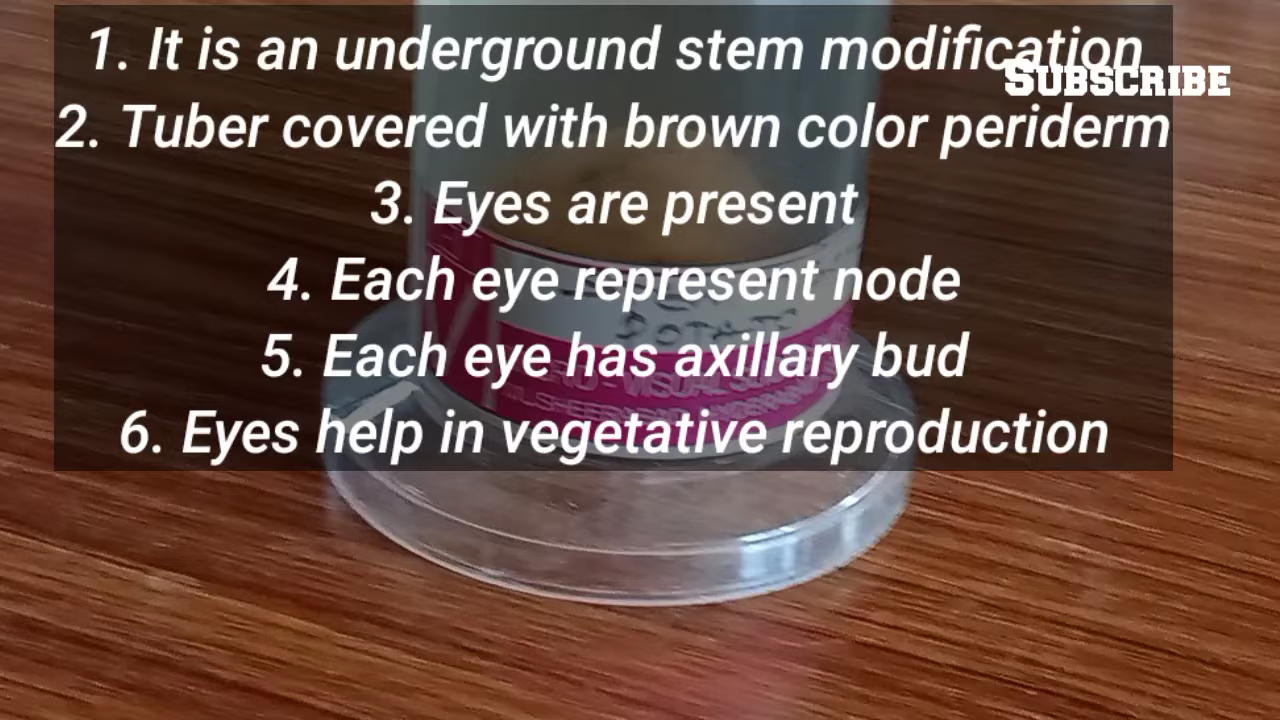 1. It is an underground stem modification
SUBSCRIBE
2. Tuber covered with brown color periderm
3. Eyes are present
4. Each eye represent node
5. Each eye has axillary bud
6. Eyes help in vegetative reproduction